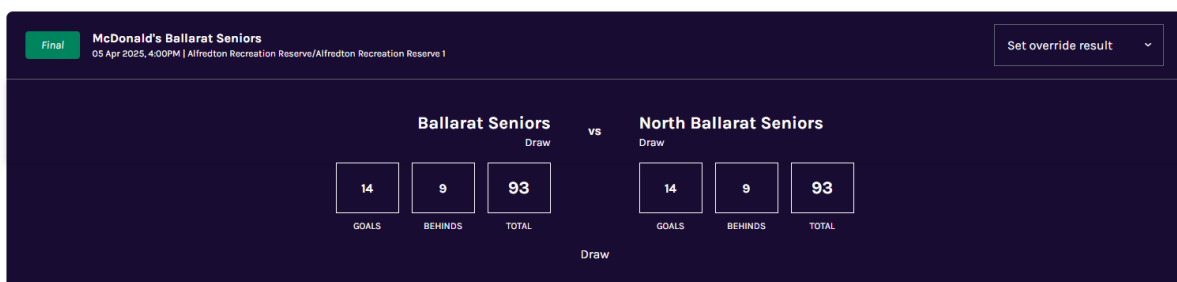 Final
McDonald's Ballarat Seniors
05 Apr 2025, 4:00PM | Alfredton Recreation Reserve/Alfredton Recreation Reserve 1
Set override result
Ballarat Seniors vs North Ballarat Seniors
Draw Draw
14 9 93 14 9 93
GOALS BEHINDS TOTAL GOALS BEHINDS TOTAL
Draw